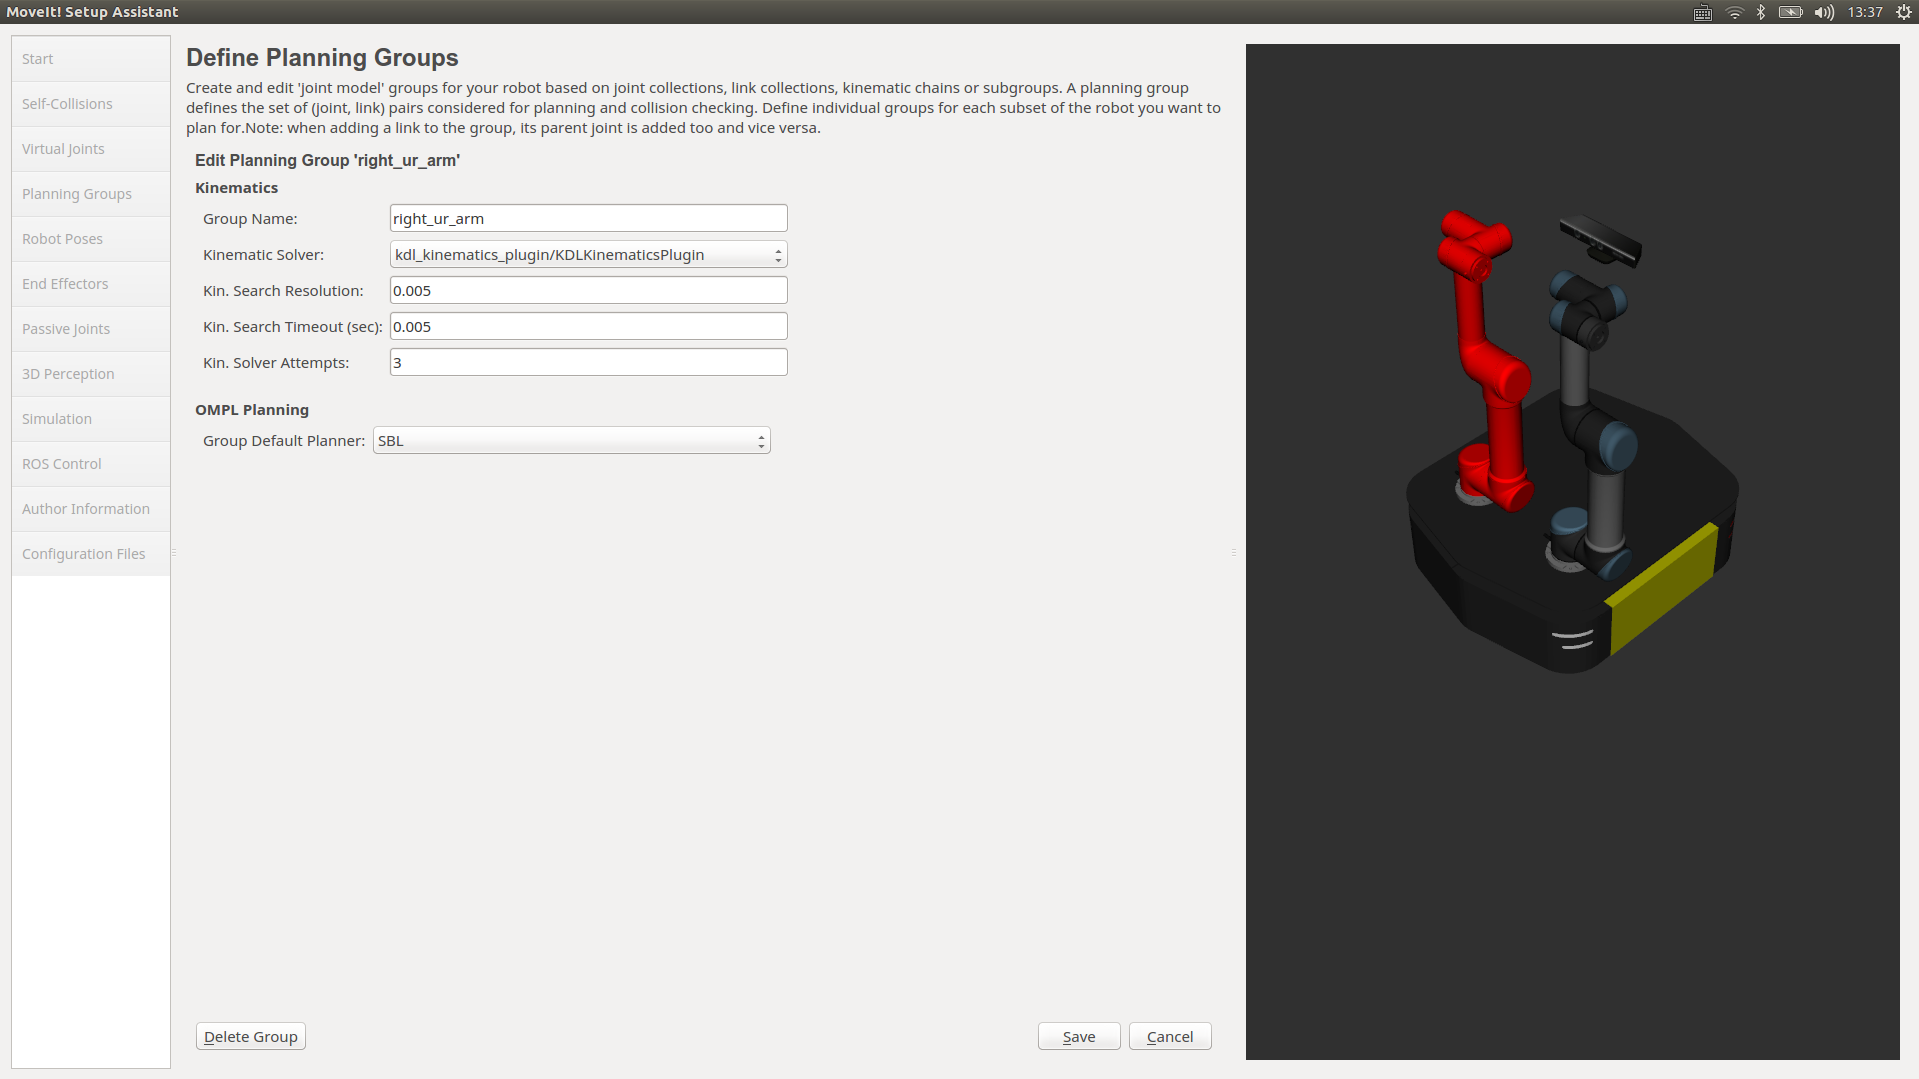 MoveIt! Setup Assistant
13:37
Start
Self-Collisions
Virtual Joints
Planning Groups
Robot Poses
End Effectors
Passive Joints
3D Perception
Simulation
ROS Control
Author Information
Configuration Files
Define Planning Groups
Create and edit 'joint model' groups for your robot based on joint collections, link collections, kinematic chains or subgroups. A planning group
defines the set of (joint, link) pairs considered for planning and collision checking. Define individual groups for each subset of the robot you want to
plan for.Note: when adding a link to the group, its parent joint is added too and vice versa.
Edit Planning Group 'right_ur_arm'
Kinematics
Group Name: right_ur_arm
Kinematic Solver: kdl_kinematics_plugin/KDLKinematicsPlugin
Kin. Search Resolution: 0.005
Kin. Search Timeout (sec): 0.005
Kin. Solver Attempts: 3
OMPL Planning
Group Default Planner: SBL
Delete Group
Save
Cancel